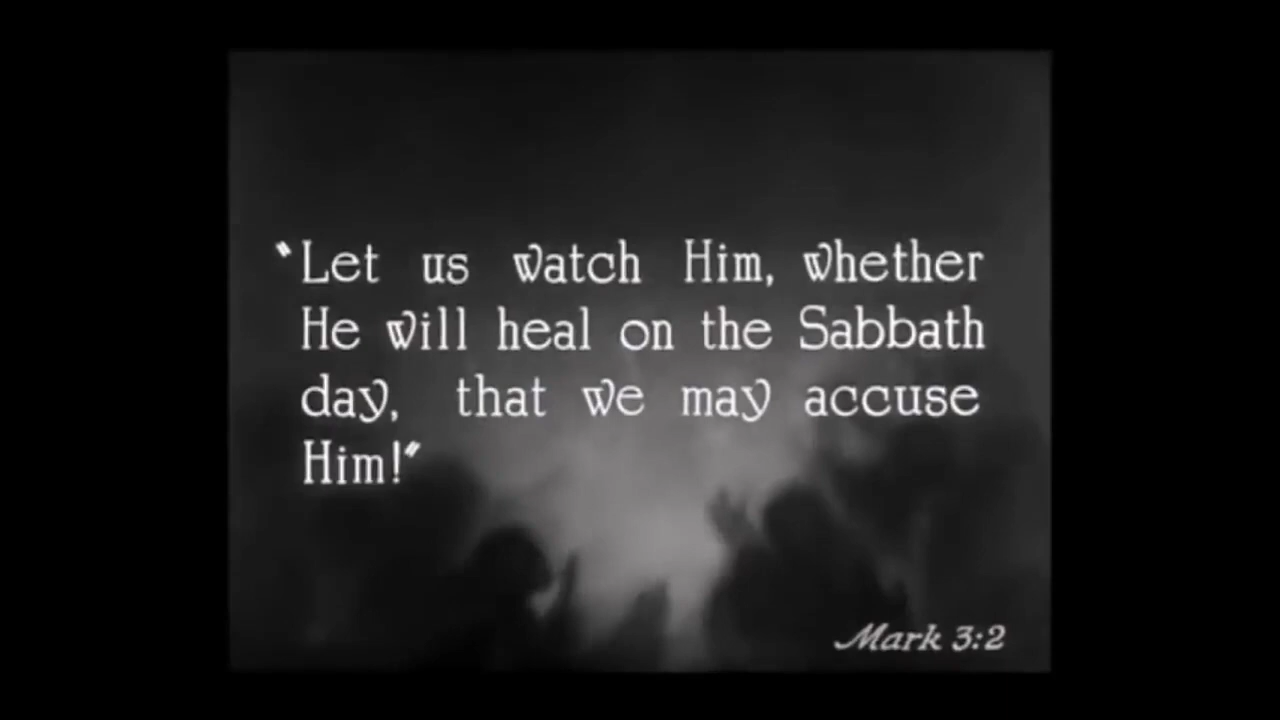 "Let us watch Him, whether
He will heal on the Sabbath
day, that we may accuse
Him!"
Mark 3:2